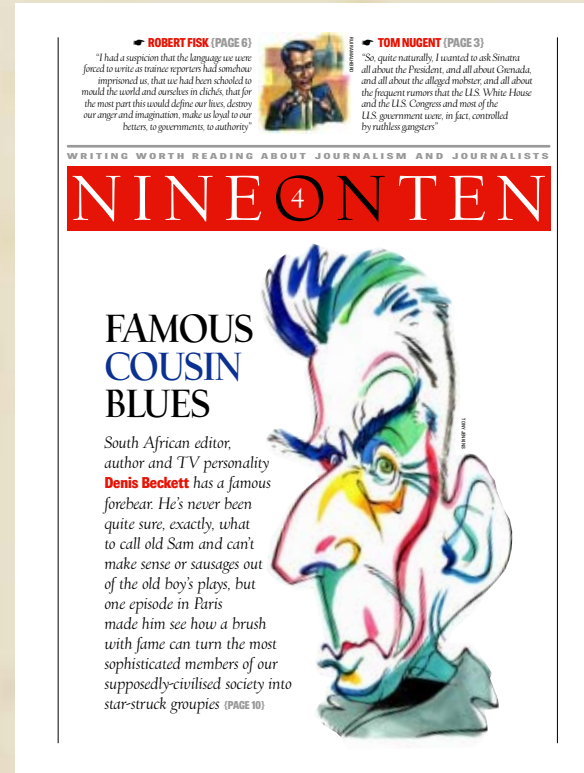 ☛ ROBERT FISK {PAGE 6}
"I had a suspicion that the language we were
forced to write as trainee reporters had somehow
imprisoned us, that we had been schooled to
mould the world and ourselves in clichés, that for
the most part this would define our lives, destroy
our anger and imagination, make us loyal to our
betters, to governments, to authority"
☛ TOM NUGENT {PAGE 3}
"So, quite naturally, I wanted to ask Sinatra
all about the President, and all about Grenada,
and all about the alleged mobster, and all about
the frequent rumors that the U.S. White House
and the U.S. Congress and most of the
U.S. government were, in fact, controlled
by ruthless gangsters"
WRITING WORTH READING ABOUT JOURNALISM AND JOURNALISTS
NINE ON TEN
4
FAMOUS
COUSIN
BLUES
South African editor,
author and TV personality
Denis Beckett has a famous
forebear. He's never been
quite sure, exactly, what
to call old Sam and can't
make sense or sausages out
of the old boy's plays, but
one episode in Paris
made him see how a brush
with fame can turn the most
sophisticated members of our
supposedly-civilised society into
star-struck groupies {PAGE 10}
TONY JENKINS